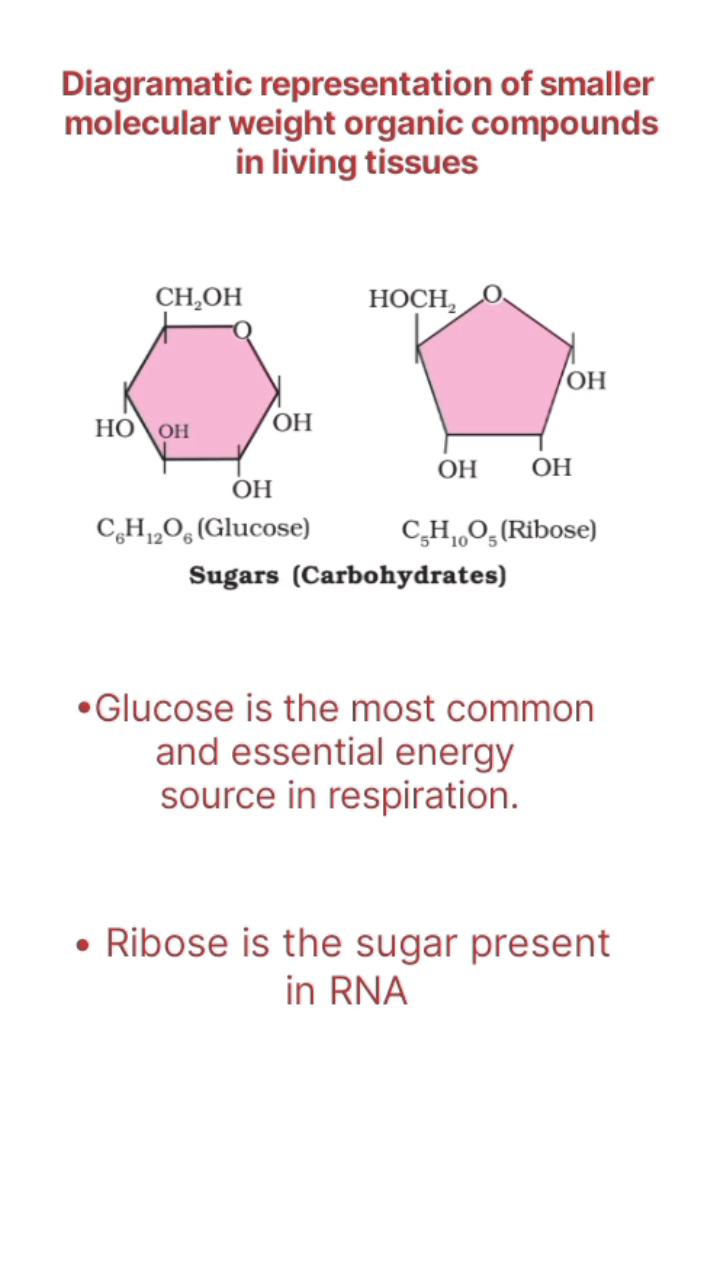 Diagramatic representation of smaller
molecular weight organic compounds
in living tissues
CH₂OH
O
HO
OH
OH
OH
C₆H₁₂O₆ (Glucose)
HOCH₂
O
OH
OH
OH
C₅H₁₀O₅ (Ribose)
Sugars (Carbohydrates)
•Glucose is the most common
and essential energy
source in respiration.
• Ribose is the sugar present
in RNA